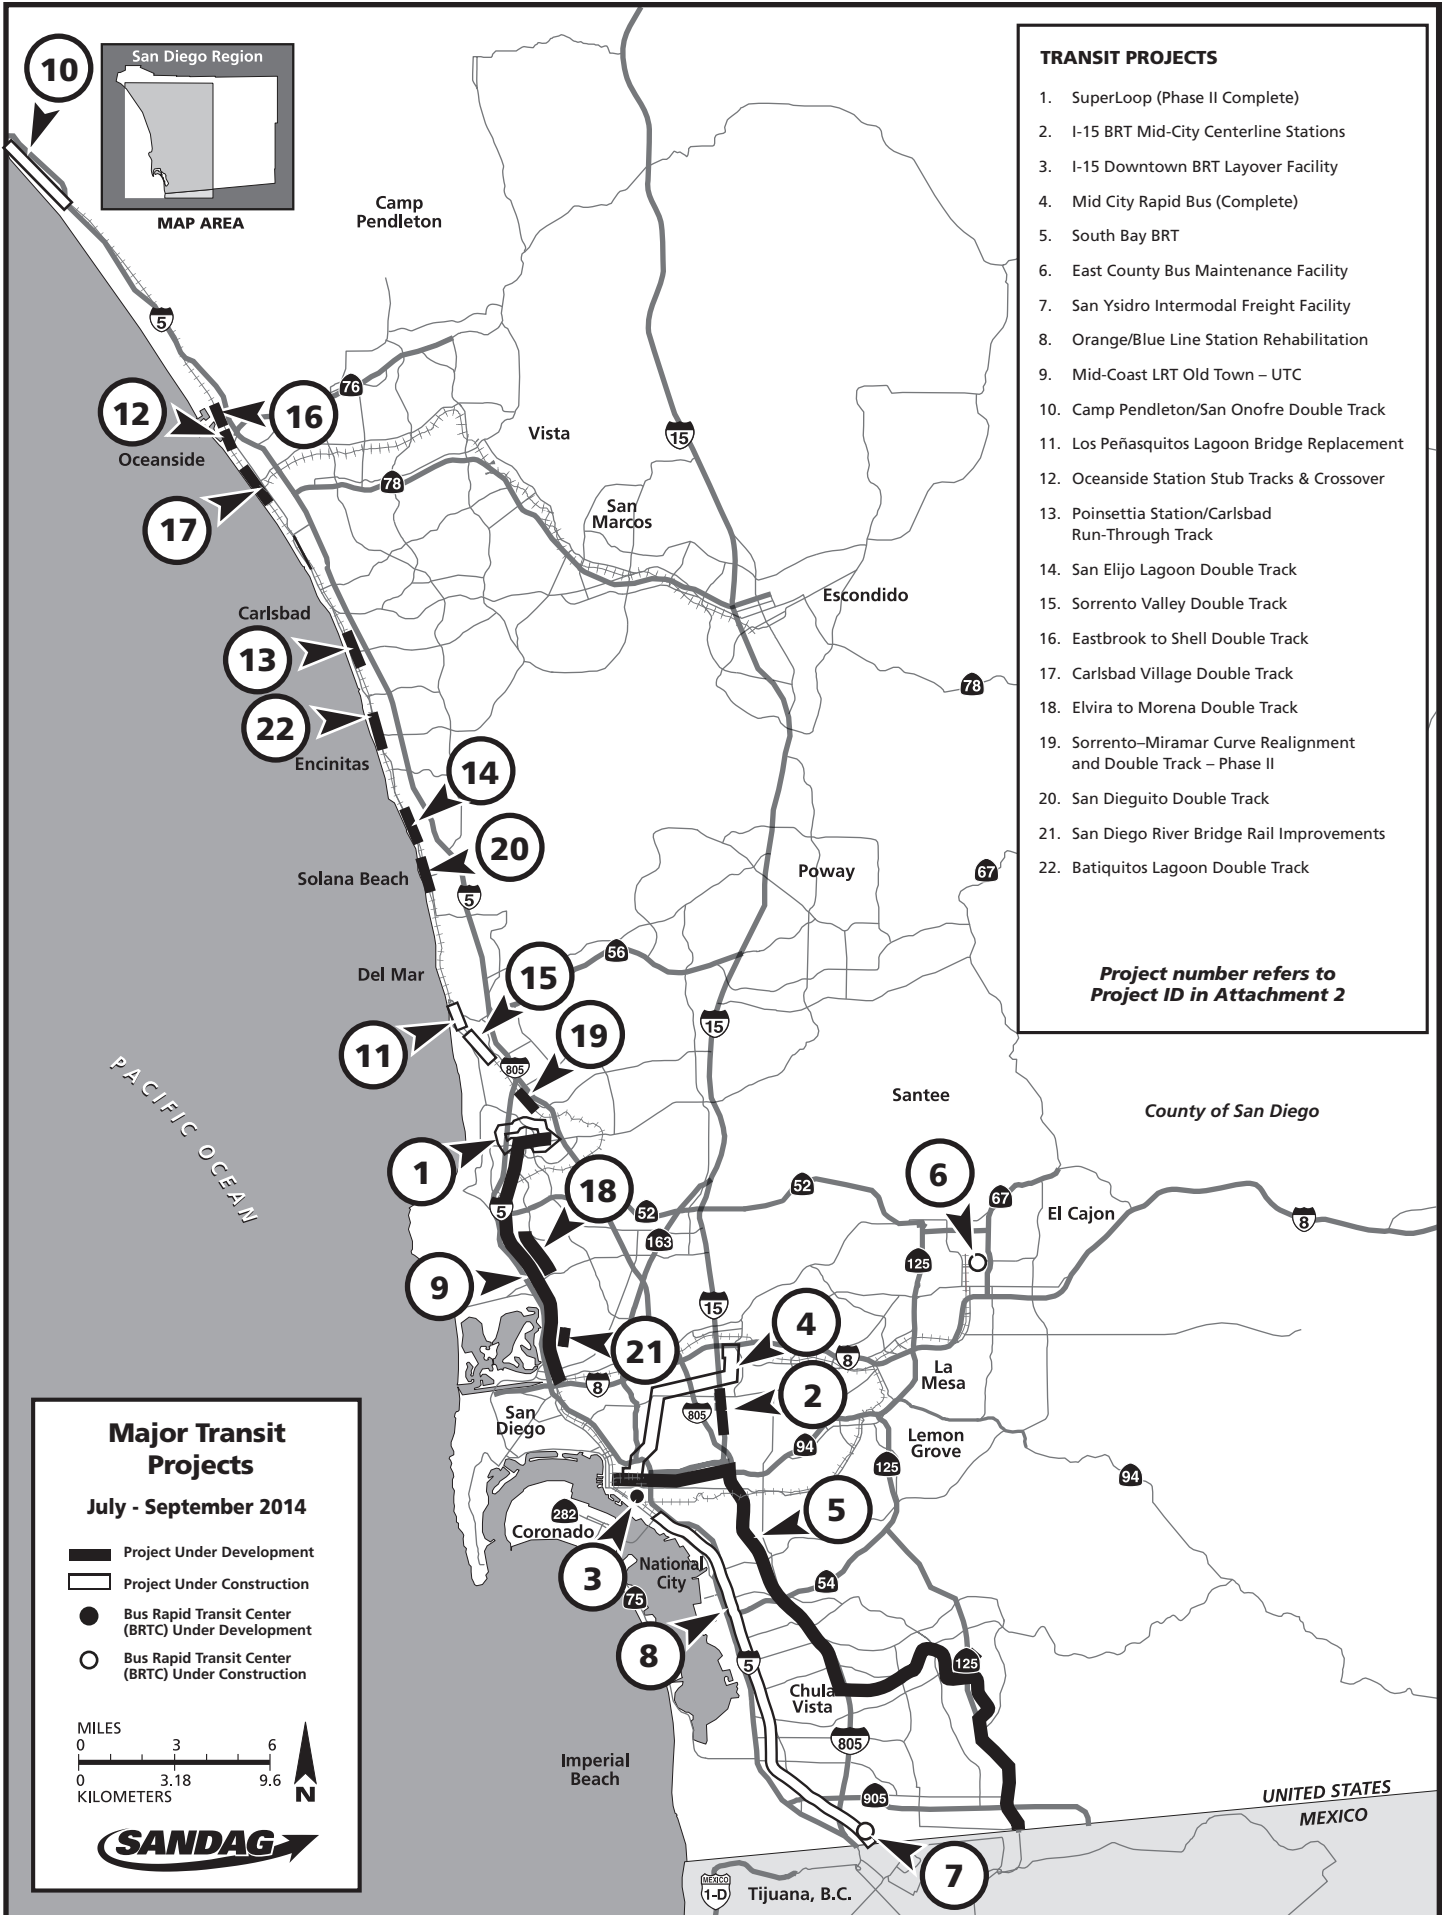 TRANSIT PROJECTS
1. SuperLoop (Phase II Complete)
2. I-15 BRT Mid-City Centerline Stations
3. I-15 Downtown BRT Layover Facility
4. Mid City Rapid Bus (Complete)
5. South Bay BRT
6. East County Bus Maintenance Facility
7. San Ysidro Intermodal Freight Facility
8. Orange/Blue Line Station Rehabilitation
9. Mid-Coast LRT Old Town – UTC
10. Camp Pendleton/San Onofre Double Track
11. Los Peñasquitos Lagoon Bridge Replacement
12. Oceanside Station Stub Tracks & Crossover
13. Poinsettia Station/Carlsbad
Run-Through Track
14. San Elijo Lagoon Double Track
15. Sorrento Valley Double Track
16. Eastbrook to Shell Double Track
17. Carlsbad Village Double Track
18. Elvira to Morena Double Track
19. Sorrento–Miramar Curve Realignment
and Double Track – Phase II
20. San Dieguito Double Track
21. San Diego River Bridge Rail Improvements
22. Batiquitos Lagoon Double Track
Project number refers to
Project ID in Attachment 2
San Diego Region
MAP AREA
10
Camp
Pendleton
5
76
12
16
Oceanside
Vista
15
78
17
San
Marcos
Escondido
Carlsbad
13
78
22
Encinitas
14
20
Solana Beach
Poway
67
5
56
Del Mar
15
15
11
19
805
PACIFIC OCEAN
Santee
County of San Diego
1
6
18
52
52
67
5
El Cajon
8
163
125
9
15
4
21
8
8
La
Mesa
2
San
Diego
805
94
Lemon
Grove
125
94
5
282
Coronado
3
National
City
75
54
8
5
125
Chula
Vista
805
Imperial
Beach
905
UNITED STATES
MEXICO
7
MEXICO
1-D
Tijuana, B.C.
Major Transit
Projects
July - September 2014
Project Under Development
Project Under Construction
Bus Rapid Transit Center
(BRTC) Under Development
Bus Rapid Transit Center
(BRTC) Under Construction
MILES
0 3 6
0 3.18 9.6
KILOMETERS
N
SANDAG